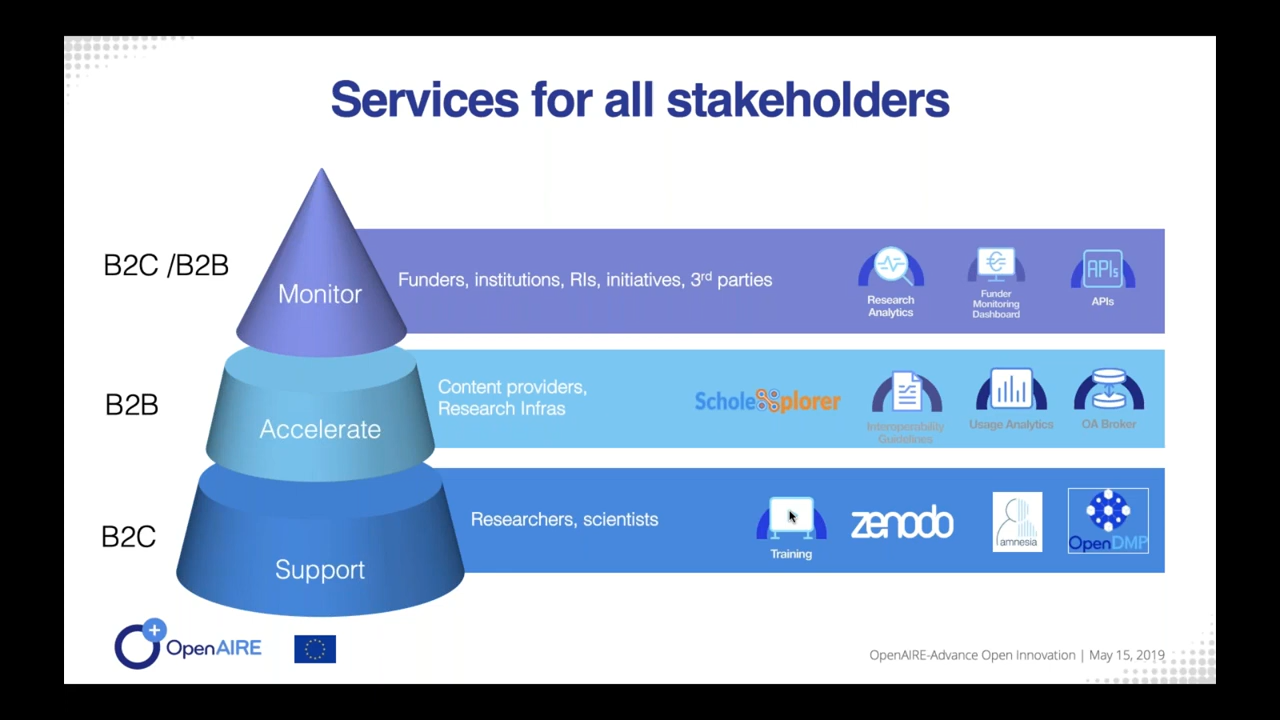 Services for all stakeholders
B2C /B2B
Monitor
Funders, institutions, RIs, initiatives, 3rd parties
Research
Analytics
€
Funder
Monitoring
Dashboard
APIs
APIs
B2B
Accelerate
Content providers,
Research Infras
Scholexplorer
Interoperability
Guidelines
Usage Analytics
OA Broker
B2C
Support
Researchers, scientists
Training
zenodo
amnesia
OpenDMP
OpenAIRE
OpenAIRE-Advance Open Innovation | May 15, 2019